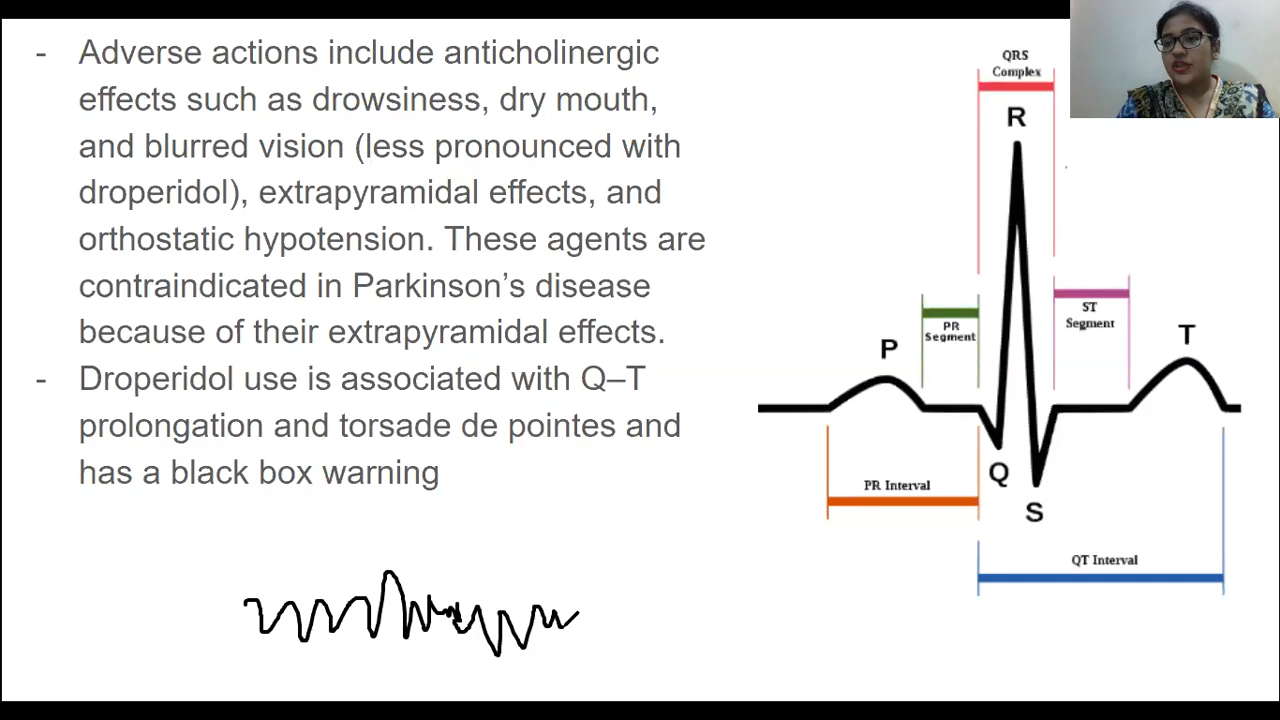 - Adverse actions include anticholinergic
effects such as drowsiness, dry mouth,
and blurred vision (less pronounced with
droperidol), extrapyramidal effects, and
orthostatic hypotension. These agents are
contraindicated in Parkinson’s disease
because of their extrapyramidal effects.
- Droperidol use is associated with Q–T
prolongation and torsade de pointes and
has a black box warning
QRS
Complex
R
PR
Segment
ST
Segment
P
T
Q
S
PR Interval
QT Interval